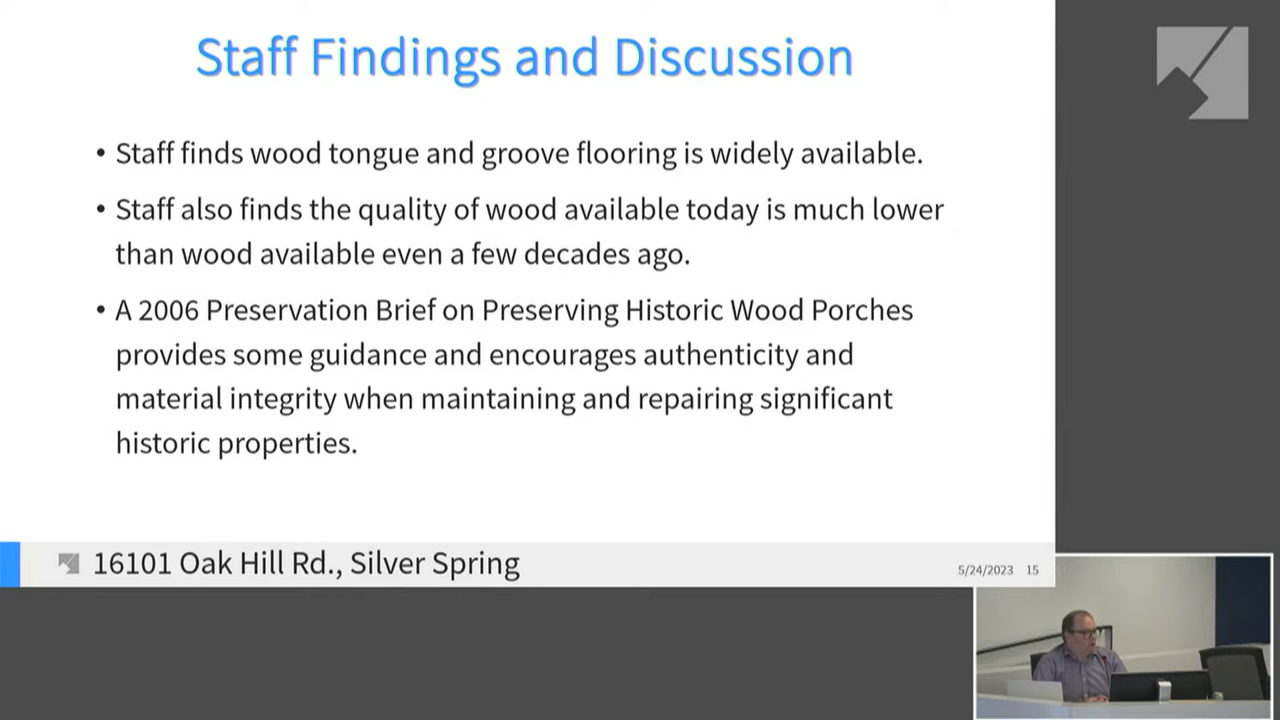 Staff Findings and Discussion
• Staff finds wood tongue and groove flooring is widely available.
• Staff also finds the quality of wood available today is much lower
than wood available even a few decades ago.
• A 2006 Preservation Brief on Preserving Historic Wood Porches
provides some guidance and encourages authenticity and
material integrity when maintaining and repairing significant
historic properties.
16101 Oak Hill Rd., Silver Spring
5/24/2023 15